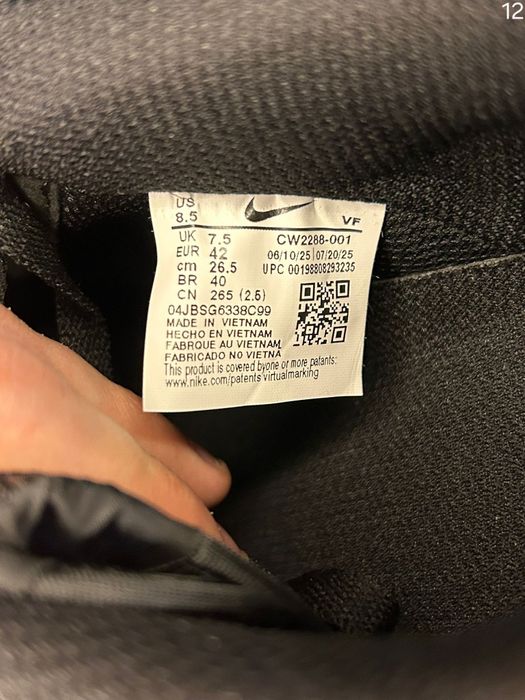 12
US
8.5
VF
UK 7.5
EUR 42
cm 26.5
BR 40
CN 265 (2.5)
CW2288-001
06/10/25 07/20/25
UPC 00198808293235
04JBSG6338C99
MADE IN VIETNAM
HECHO EN VIETNAM
FABRIQUE AU VIETNAM
FABRICADO NO VIETNA
This product is covered byone or more patants:
www.nike.com/patents virtualmarking